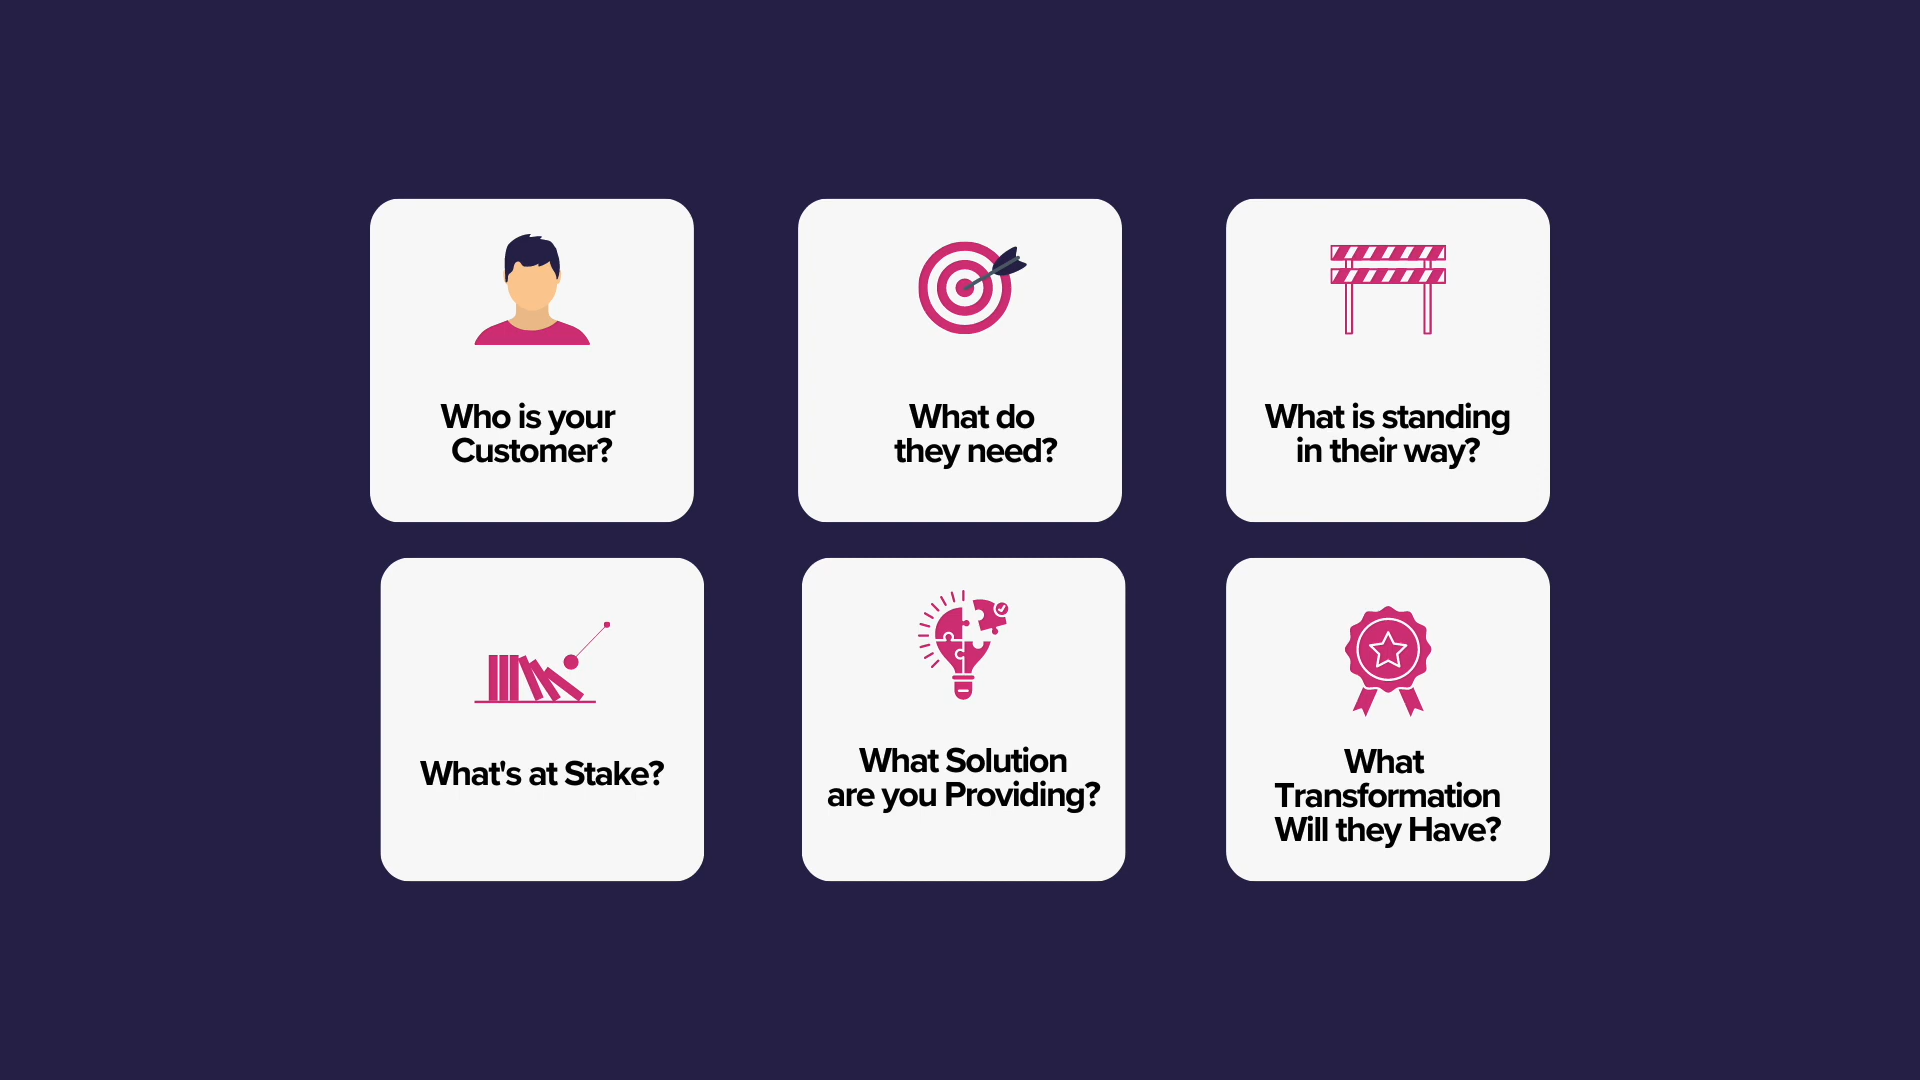 Who is your
Customer?
What do
they need?
What is standing
in their way?
What's at Stake?
What Solution
are you Providing?
What
Transformation
Will they Have?